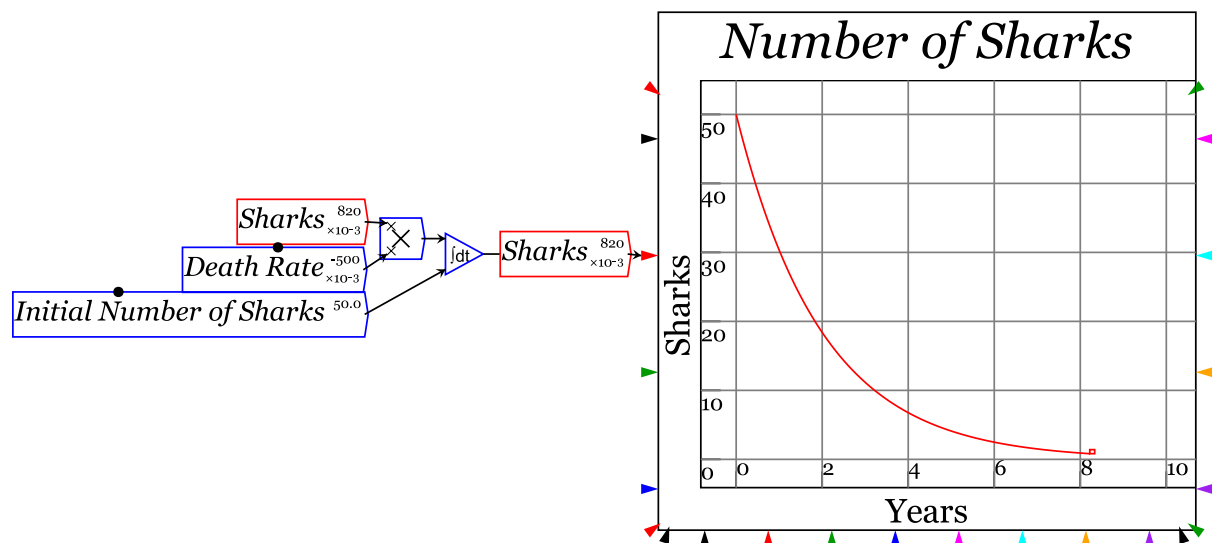 Number of Sharks
Sharks 820 ×10-3
Death Rate -500 ×10-3
Initial Number of Sharks 50.0
×
×
×
∫dt
Sharks 820 ×10-3
Sharks
50
40
30
20
10
0
0 2 4 6 8 10
Years